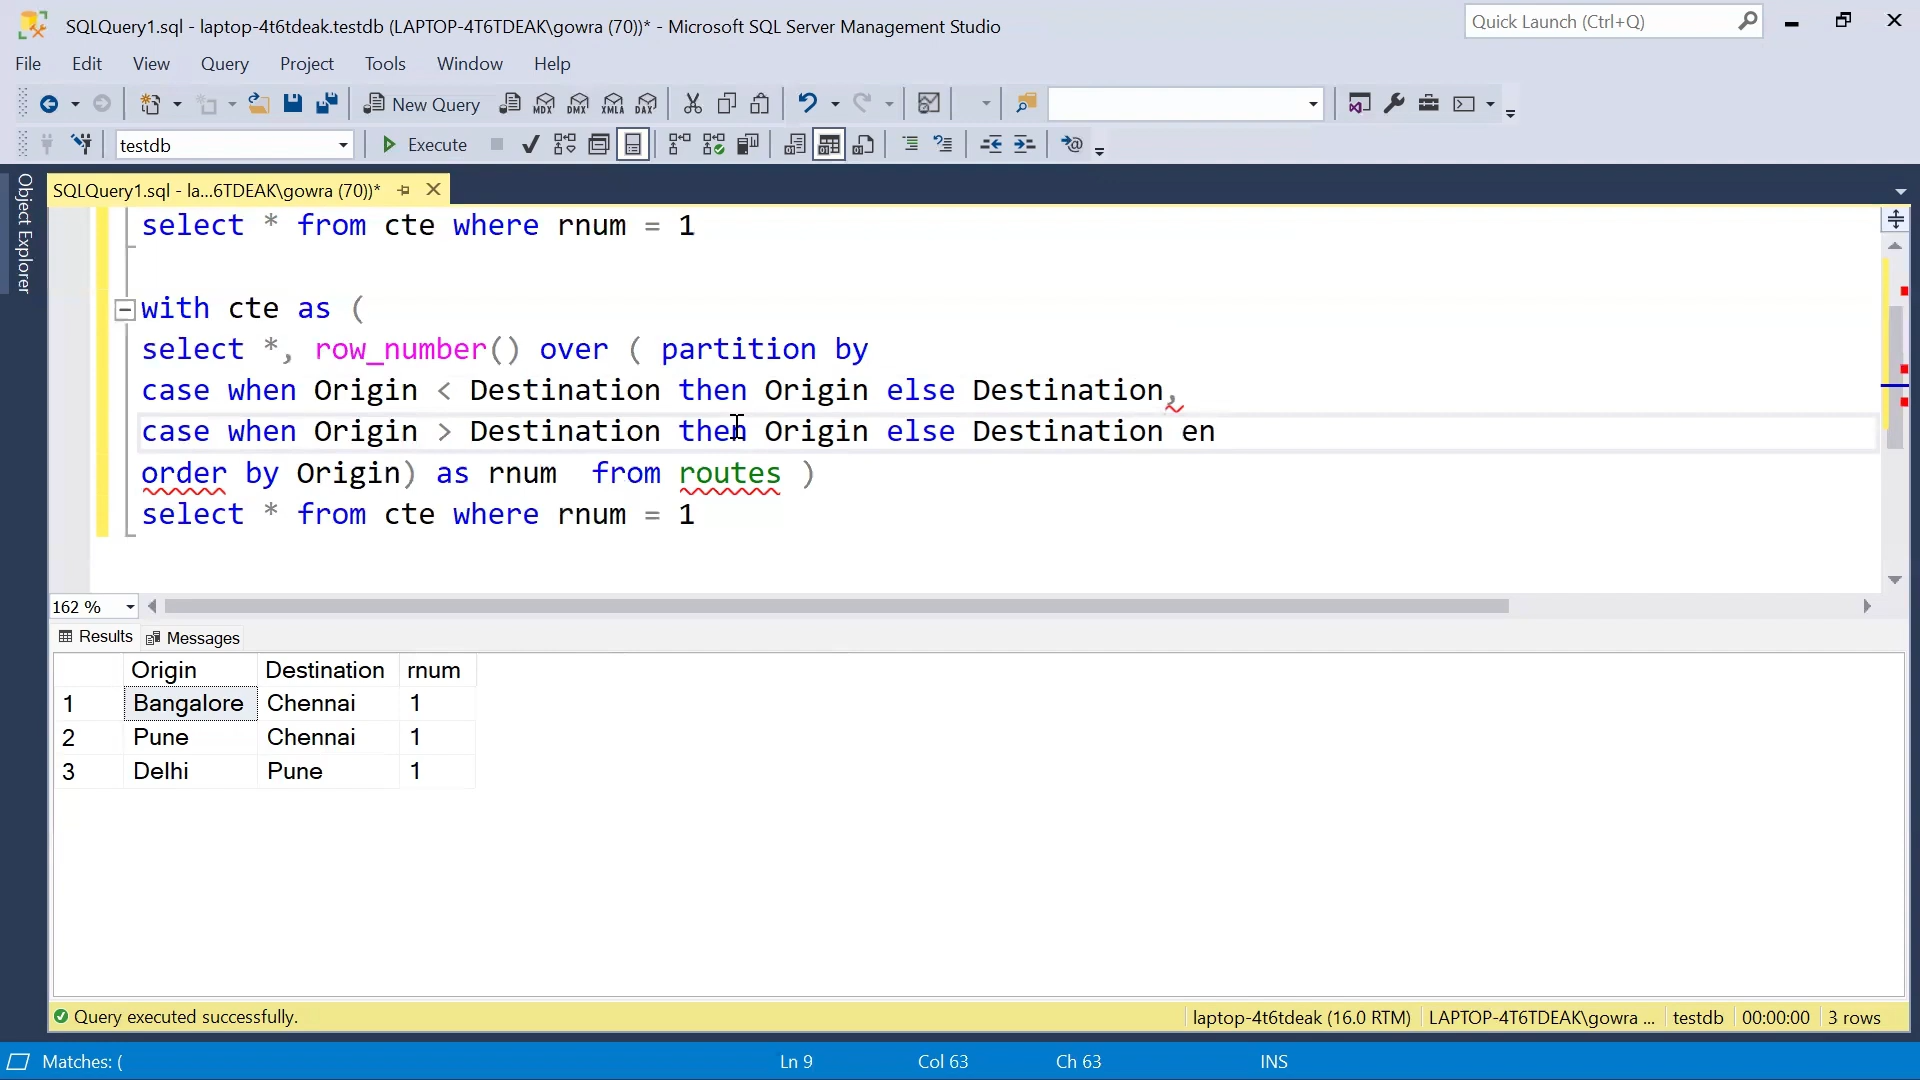 SQLQuery1.sql - laptop-4t6tdeak.testdb (LAPTOP-4T6TDEAK\gowra (70))* - Microsoft SQL Server Management Studio
Quick Launch (Ctrl+Q)
File Edit View Query Project Tools Window Help
New Query MDX DMX XMLA DAX
testdb Execute
Object Explorer
SQLQuery1.sql - la...6TDEAK\gowra (70))*
select * from cte where rnum = 1
with cte as (
select *, row_number() over ( partition by
case when Origin < Destination then Origin else Destination,
case when Origin > Destination then Origin else Destination en
order by Origin) as rnum  from routes )
select * from cte where rnum = 1
162 %
Results Messages
Origin Destination rnum
1 Bangalore Chennai 1
2 Pune Chennai 1
3 Delhi Pune 1
Query executed successfully. laptop-4t6tdeak (16.0 RTM) LAPTOP-4T6TDEAK\gowra ... testdb 00:00:00 3 rows
Matches: ( Ln 9 Col 63 Ch 63 INS